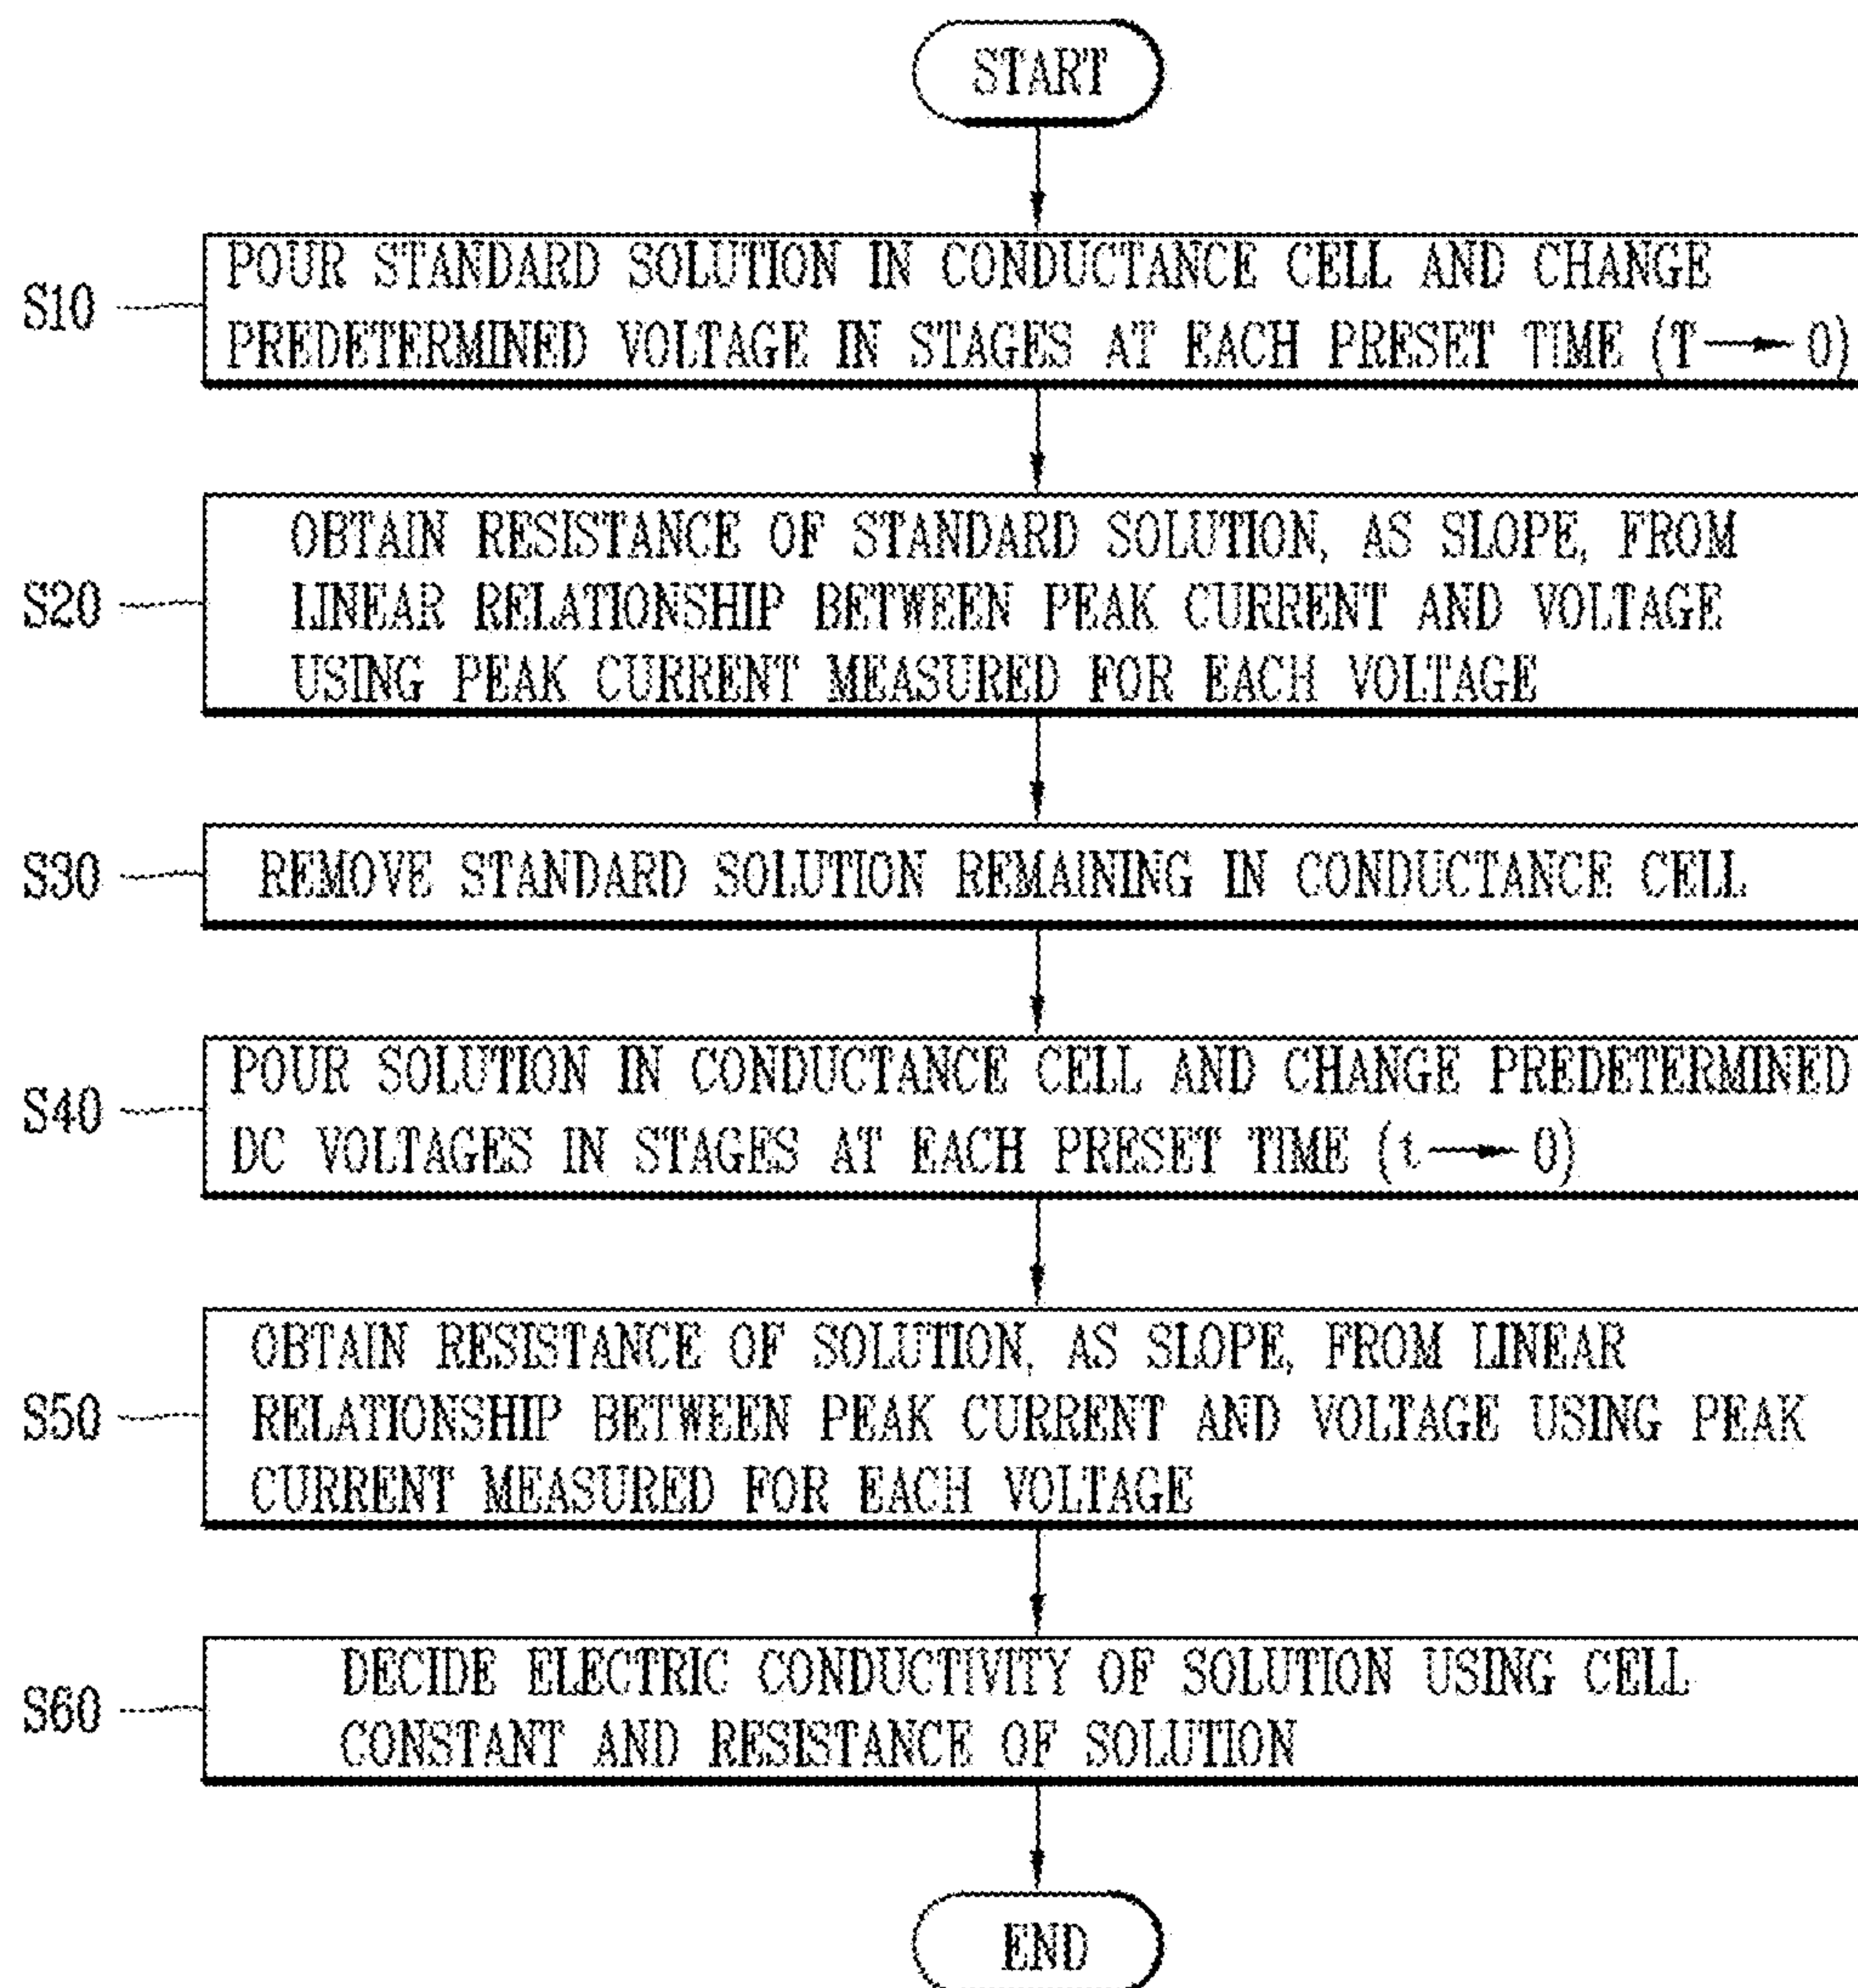 START
S10
POUR STANDARD SOLUTION IN CONDUCTANCE CELL AND CHANGE
PREDETERMINED VOLTAGE IN STAGES AT EACH PRESET TIME (T→0)
S20
OBTAIN RESISTANCE OF STANDARD SOLUTION, AS SLOPE, FROM
LINEAR RELATIONSHIP BETWEEN PEAK CURRENT AND VOLTAGE
USING PEAK CURRENT MEASURED FOR EACH VOLTAGE
S30
REMOVE STANDARD SOLUTION REMAINING IN CONDUCTANCE CELL
S40
POUR SOLUTION IN CONDUCTANCE CELL AND CHANGE PREDETERMINED
DC VOLTAGES IN STAGES AT EACH PRESET TIME (t→0)
S50
OBTAIN RESISTANCE OF SOLUTION, AS SLOPE, FROM LINEAR
RELATIONSHIP BETWEEN PEAK CURRENT AND VOLTAGE USING PEAK
CURRENT MEASURED FOR EACH VOLTAGE
S60
DECIDE ELECTRIC CONDUCTIVITY OF SOLUTION USING CELL
CONSTANT AND RESISTANCE OF SOLUTION
END